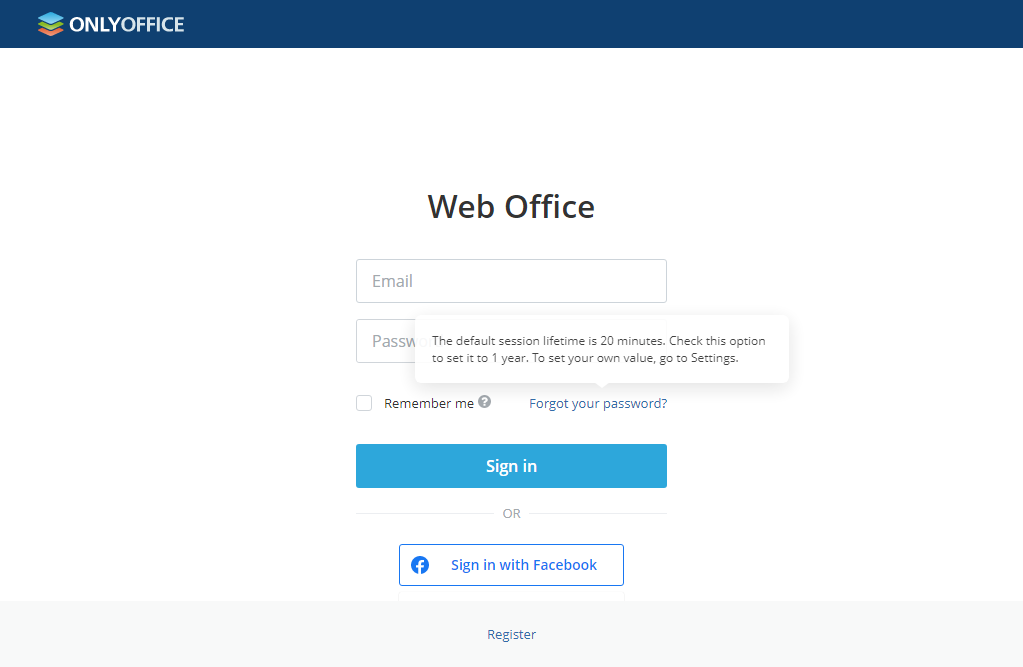 ONLYOFFICE
Web Office
Email
The default session lifetime is 20 minutes. Check this option
to set it to 1 year. To set your own value, go to Settings.
Remember me ?
Forgot your password?
Sign in
OR
Sign in with Facebook
Register